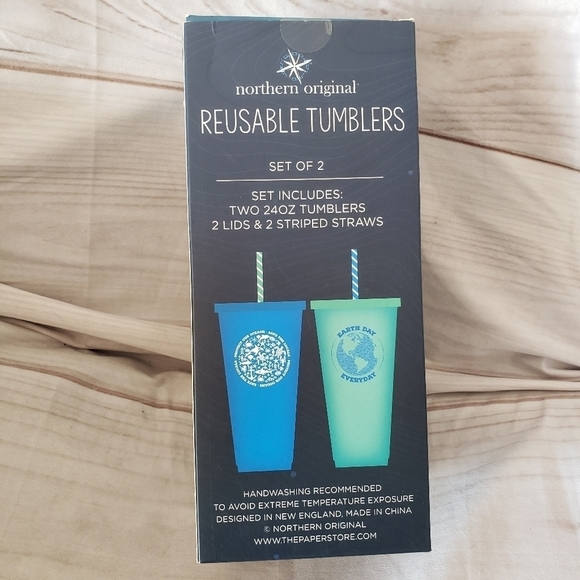 northern original
REUSABLE TUMBLERS
SET OF 2
SET INCLUDES:
TWO 24OZ TUMBLERS
2 LIDS & 2 STRIPED STRAWS
EARTH DAY
EVERYDAY
HANDWASHING RECOMMENDED
TO AVOID EXTREME TEMPERATURE EXPOSURE
DESIGNED IN NEW ENGLAND, MADE IN CHINA
© NORTHERN ORIGINAL
WWW.THEPAPERSTORE.COM